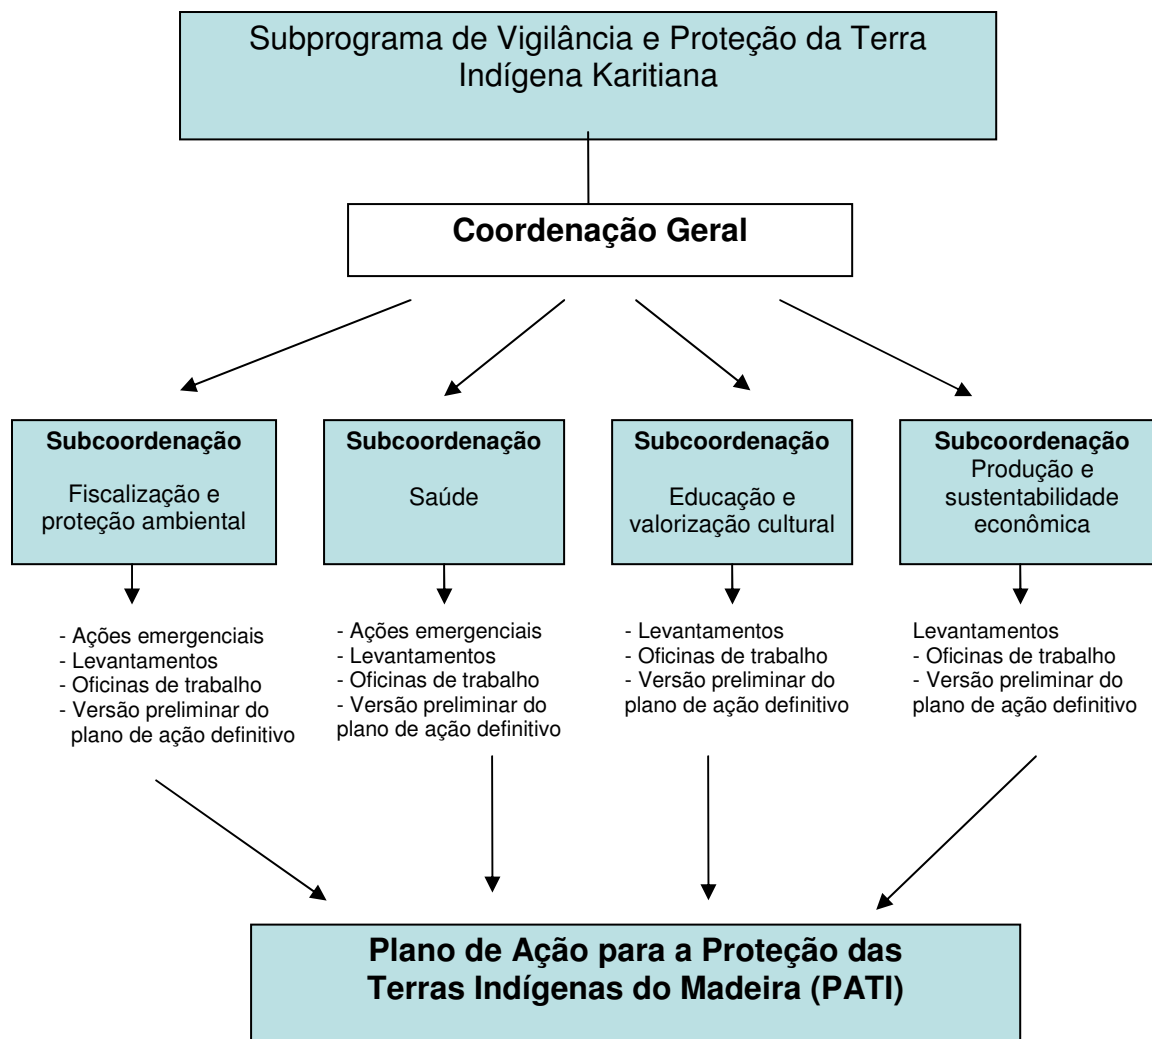 Subprograma de Vigilância e Proteção da Terra
Indígena Karitiana
Coordenação Geral
Subcoordenação
Fiscalização e
proteção ambiental
Subcoordenação
Saúde
Subcoordenação
Educação e
valorização cultural
Subcoordenação
Produção e
sustentabilidade
econômica
- Ações emergenciais
- Levantamentos
- Oficinas de trabalho
- Versão preliminar do
plano de ação definitivo
- Ações emergenciais
- Levantamentos
- Oficinas de trabalho
- Versão preliminar do
plano de ação definitivo
- Levantamentos
- Oficinas de trabalho
- Versão preliminar do
plano de ação definitivo
Levantamentos
- Oficinas de trabalho
- Versão preliminar do
plano de ação definitivo
Plano de Ação para a Proteção das
Terras Indígenas do Madeira (PATI)